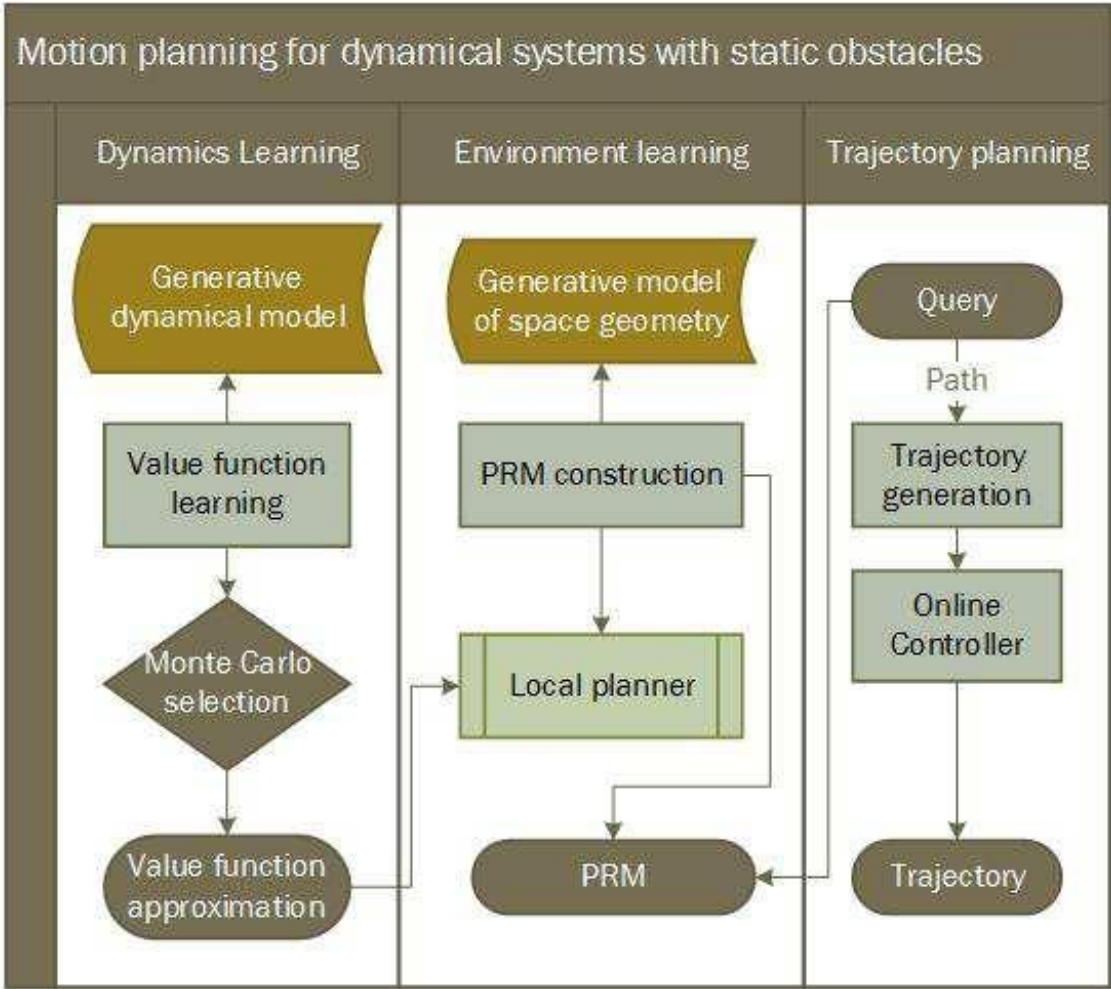 Motion planning for dynamical systems with static obstacles
Dynamics Learning
Environment learning
Trajectory planning
Generative
dynamical model
Value function
learning
Monte Carlo
selection
Value function
approximation
Generative model
of space geometry
PRM construction
Local planner
PRM
Query
Path
Trajectory
generation
Online
Controller
Trajectory